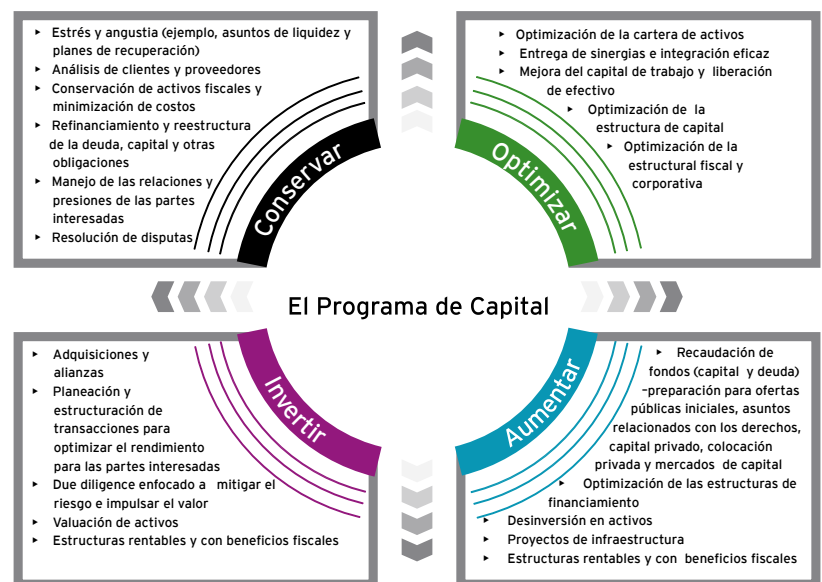 ▸ Estrés y angustia (ejemplo, asuntos de liquidez y
planes de recuperación)
▸ Análisis de clientes y proveedores
▸ Conservación de activos fiscales y
minimización de costos
▸ Refinanciamiento y reestructura
de la deuda, capital y otras
obligaciones
▸ Manejo de las relaciones y
presiones de las partes
interesadas
▸ Resolución de disputas
Conservar
▸ Optimización de la cartera de activos
▸ Entrega de sinergias e integración eficaz
▸ Mejora del capital de trabajo y liberación
de efectivo
▸ Optimización de la
estructura de capital
▸ Optimización de la
estructural fiscal y
corporativa
Optimizar
El Programa de Capital
▸ Adquisiciones y
alianzas
▸ Planeación y
estructuración de
transacciones para
optimizar el rendimiento
para las partes interesadas
▸ Due diligence enfocado a mitigar el
riesgo e impulsar el valor
▸ Valuación de activos
▸ Estructuras rentables y con beneficios fiscales
Invertir
▸ Recaudación de
fondos (capital y deuda)
–preparación para ofertas
públicas iniciales, asuntos
relacionados con los derechos,
capital privado, colocación
privada y mercados de capital
▸ Optimización de las estructuras de
financiamiento
▸ Desinversión en activos
▸ Proyectos de infraestructura
▸ Estructuras rentables y con beneficios fiscales
Aumentar